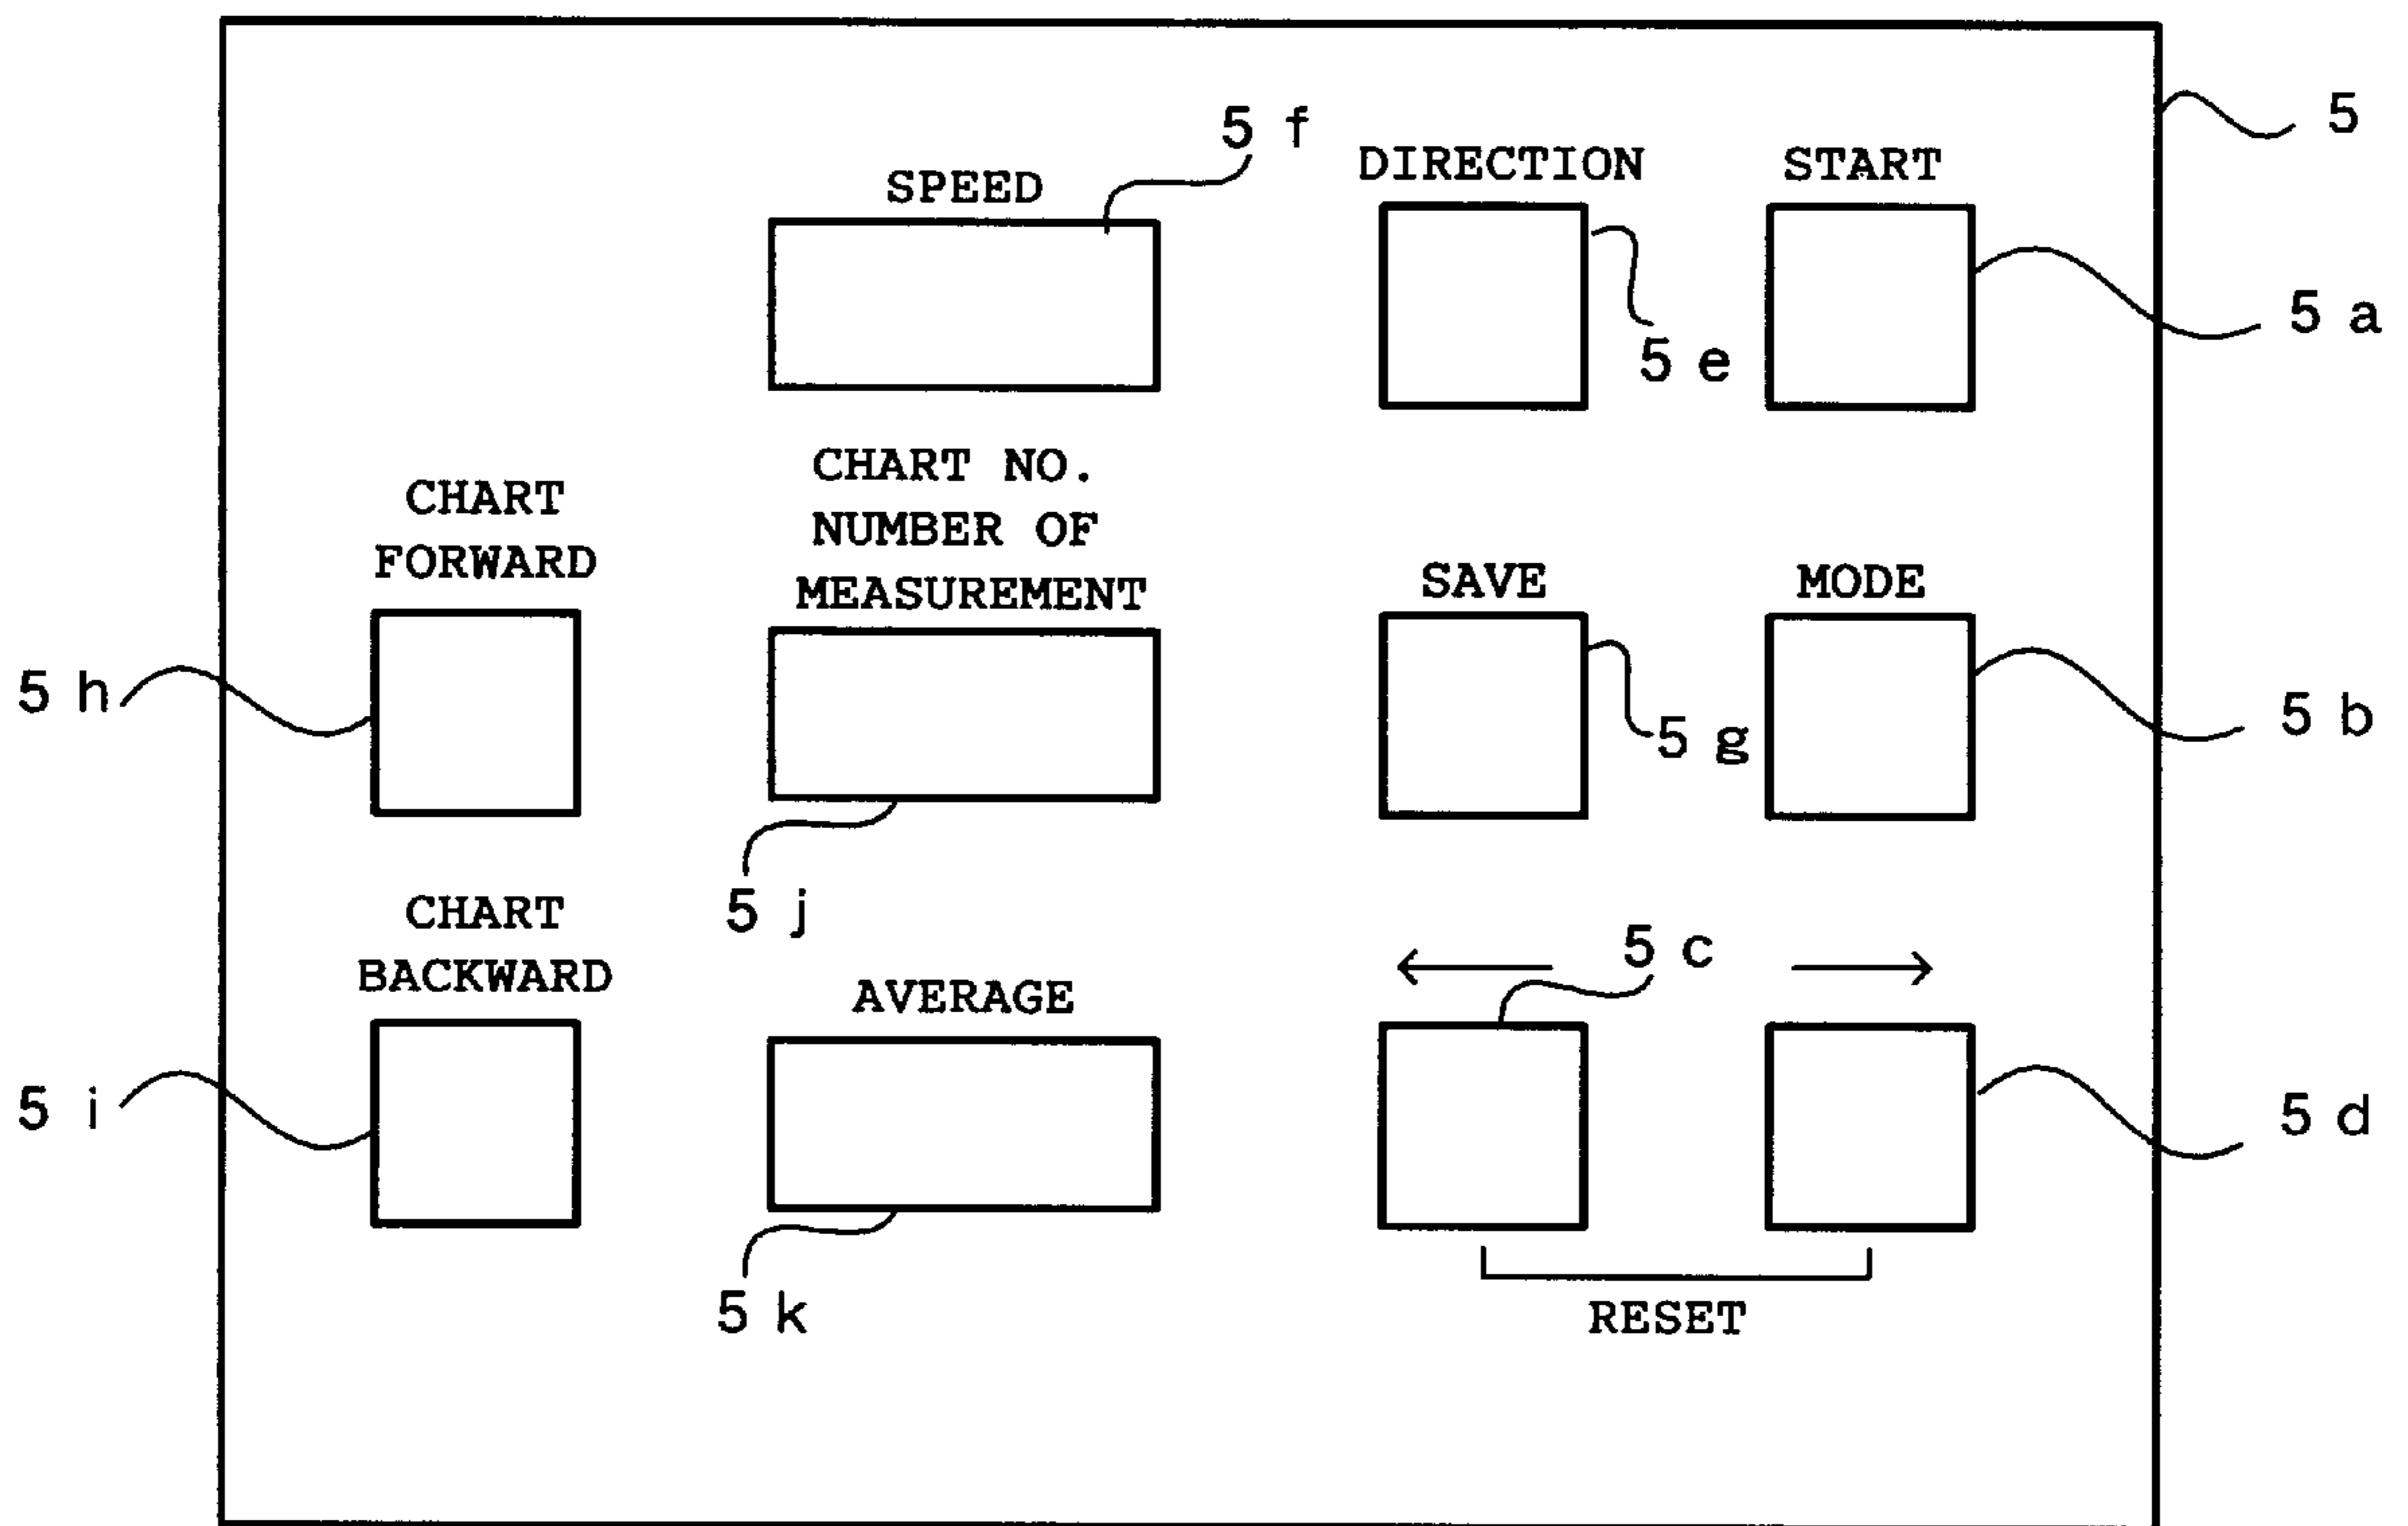 5
5 f
SPEED
DIRECTION
START
5 a
5 e
CHART NO.
NUMBER OF
MEASUREMENT
CHART
FORWARD
SAVE
MODE
5 h
5 g
5 b
5 j
CHART
BACKWARD
AVERAGE
← 5 c →
5 i
5 d
5 k
RESET